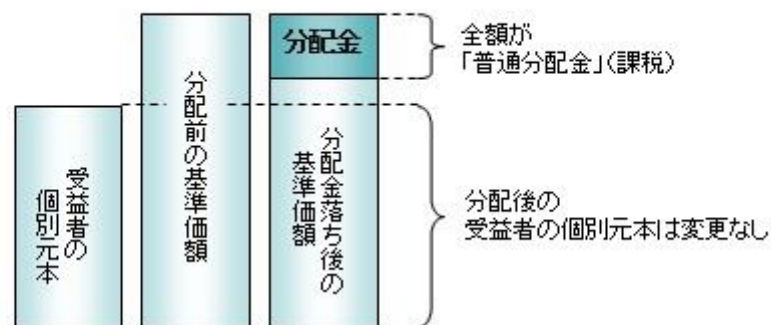 分配金
全額が
「普通分配金」(課税)
受益者の
個別元本
分配前の基準価額
分配金落ち後の
基準価額
分配後の
受益者の個別元本は変更なし